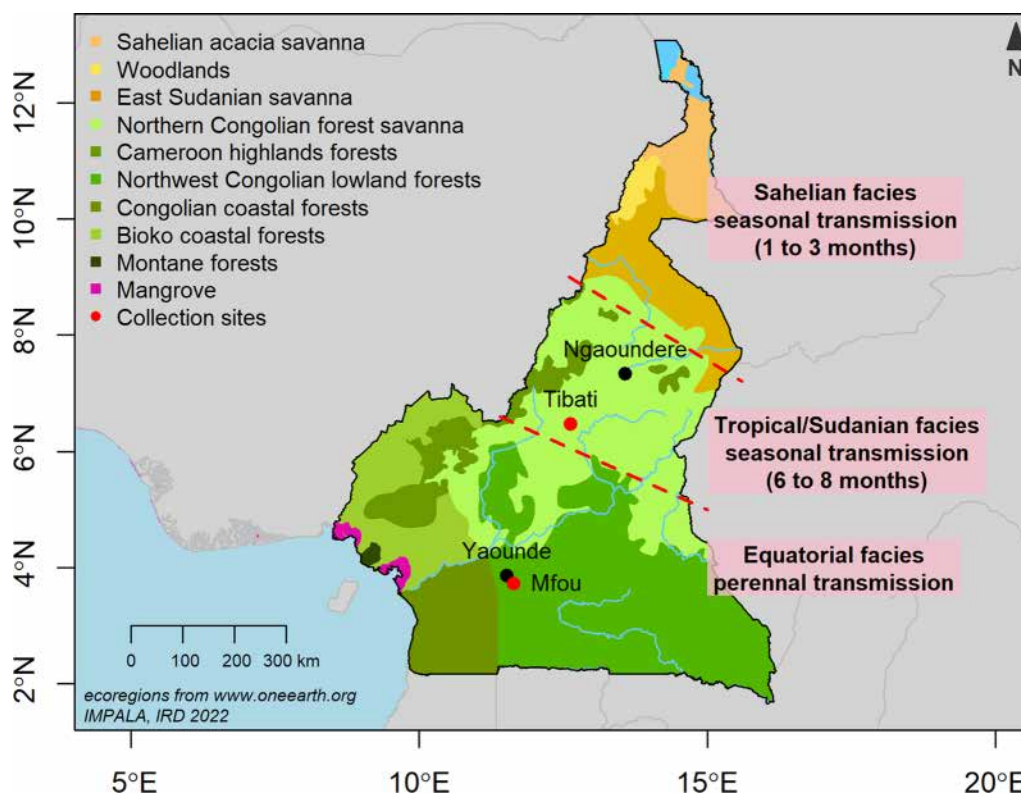 Sahelian acacia savanna
Woodlands
East Sudanian savanna
Northern Congolian forest savanna
Cameroon highlands forests
Northwest Congolian lowland forests
Congolian coastal forests
Bioko coastal forests
Montane forests
Mangrove
Collection sites
N
12°N
10°N
8°N
6°N
4°N
2°N
Sahelian facies
seasonal transmission
(1 to 3 months)
Ngaoundere
Tibati
Tropical/Sudanian facies
seasonal transmission
(6 to 8 months)
Yaounde
Mfou
Equatorial facies
perennal transmission
0 100 200 300 km
ecoregions from www.oneearth.org
IMPALA, IRD 2022
5°E 10°E 15°E 20°E